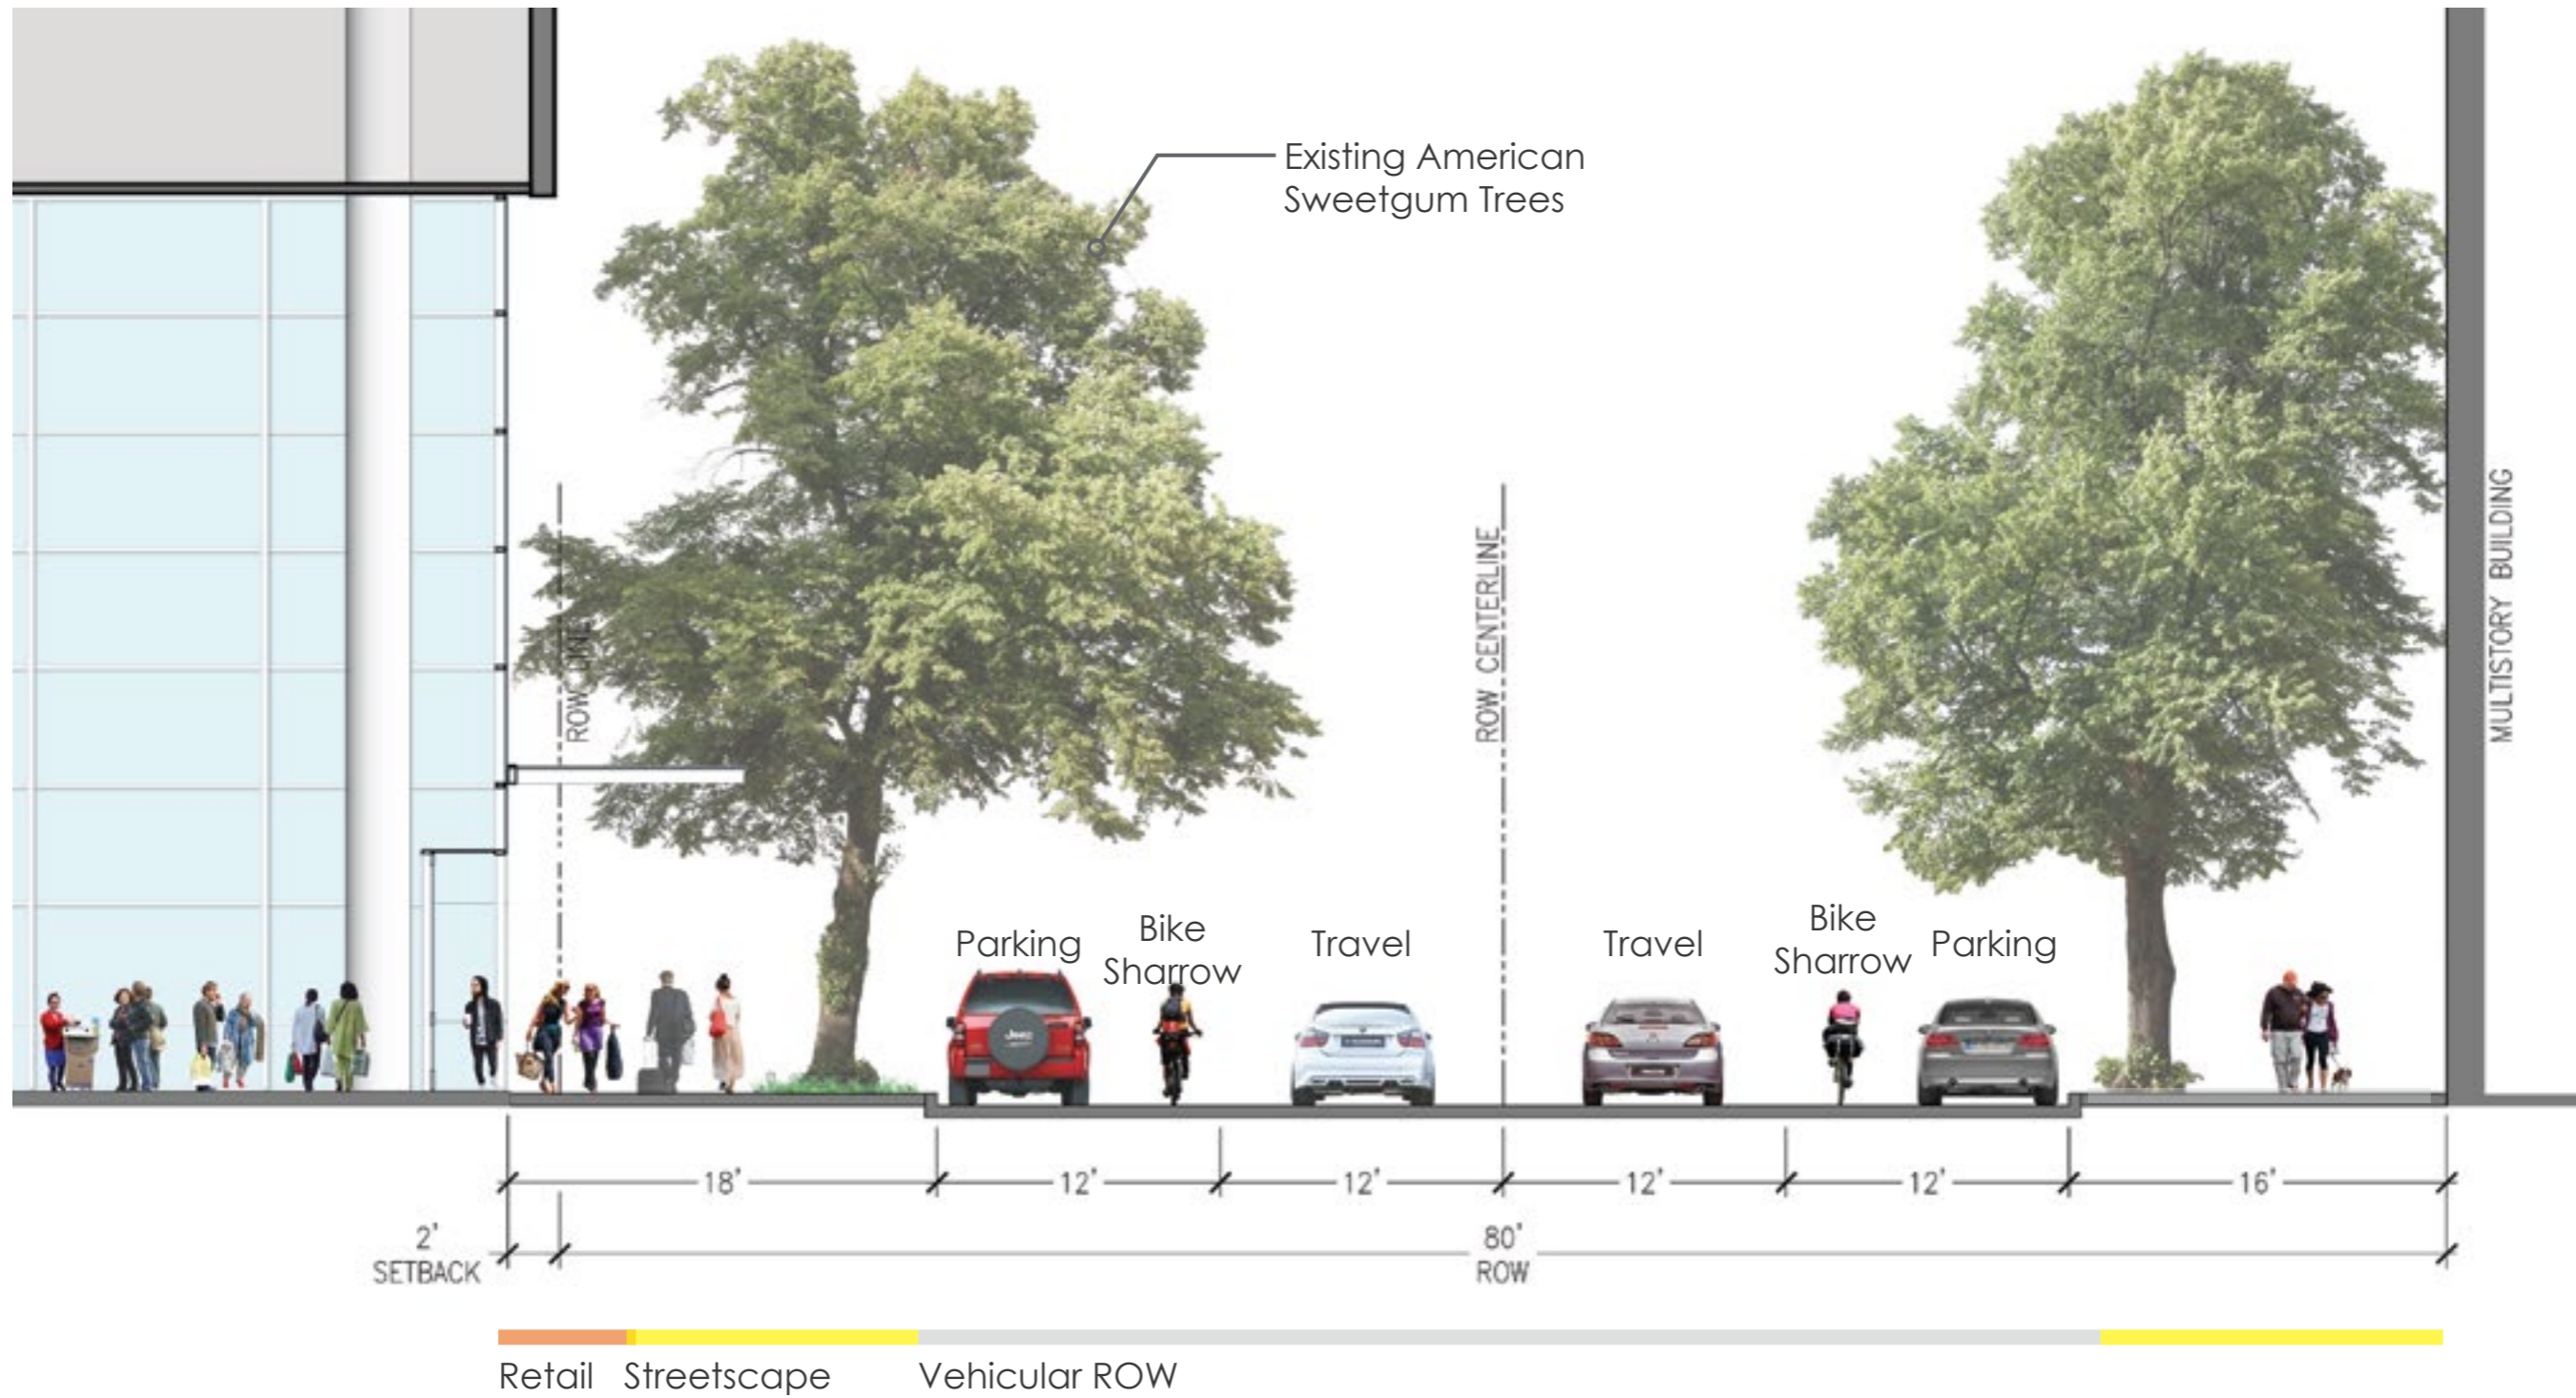 Existing American
Sweetgum Trees
ROW LINE
ROW CENTERLINE
MULTISTORY BUILDING
Parking
Bike
Sharrow
Travel
Travel
Bike
Sharrow
Parking
Jeep
18'
12'
12'
12'
12'
16'
2'
SETBACK
80'
ROW
Retail
Streetscape
Vehicular ROW